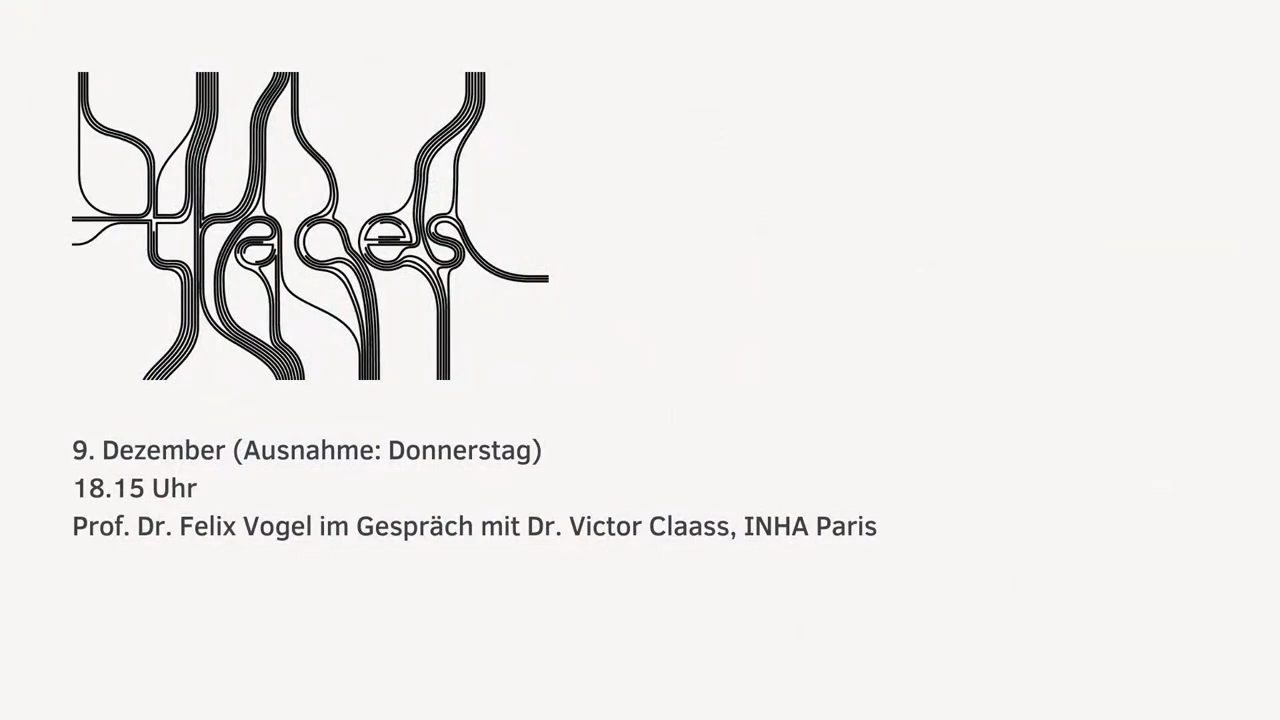 traces
9. Dezember (Ausnahme: Donnerstag)
18.15 Uhr
Prof. Dr. Felix Vogel im Gespräch mit Dr. Victor Claass, INHA Paris